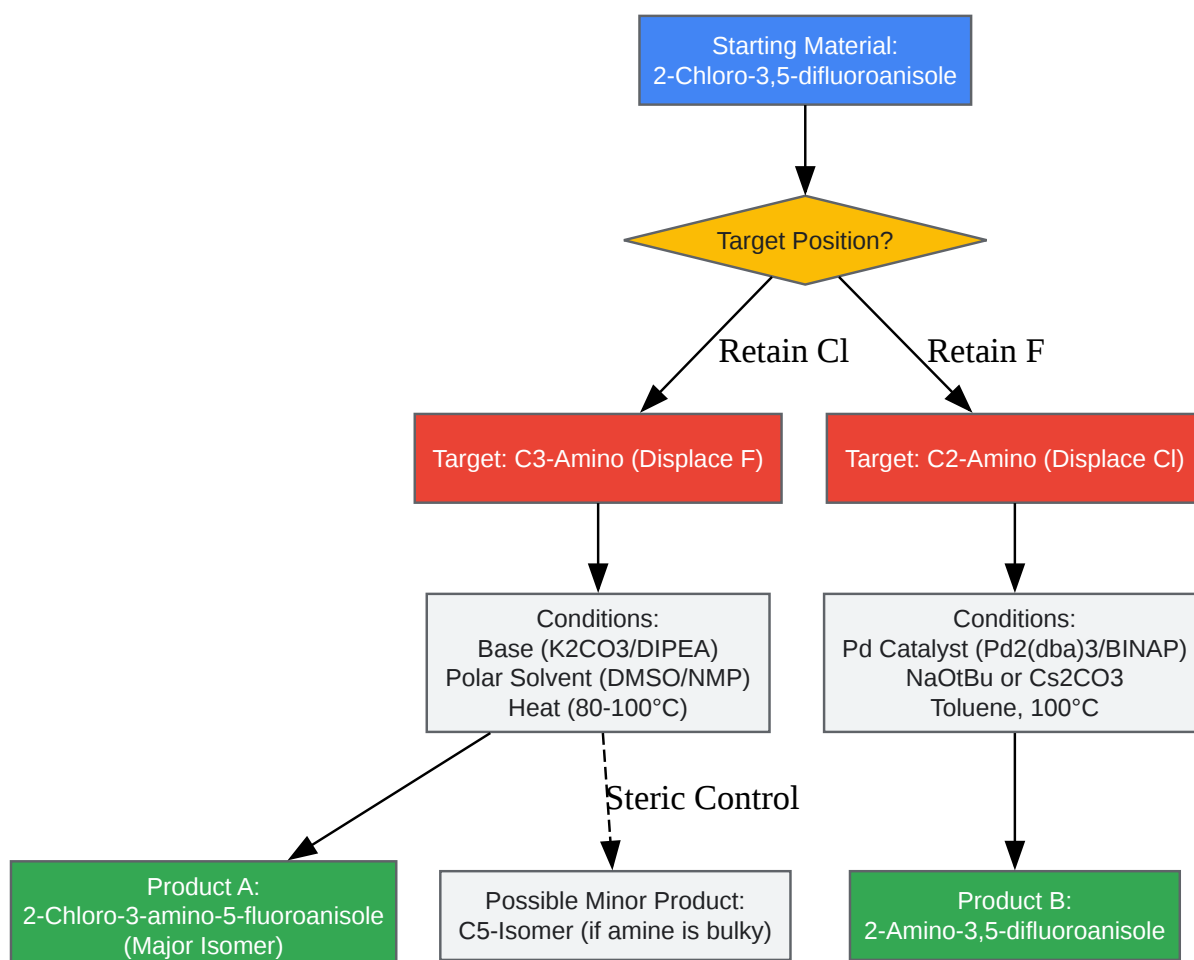 Starting Material:
2-Chloro-3,5-difluoroanisole
Target Position?
Retain Cl
Retain F
Target: C3-Amino (Displace F)
Target: C2-Amino (Displace Cl)
Conditions:
Base (K2CO3/DIPEA)
Polar Solvent (DMSO/NMP)
Heat (80-100°C)
Conditions:
Pd Catalyst (Pd2(dba)3/BINAP)
NaOtBu or Cs2CO3
Toluene, 100°C
Steric Control
Product A:
2-Chloro-3-amino-5-fluoroanisole
(Major Isomer)
Possible Minor Product:
C5-Isomer (if amine is bulky)
Product B:
2-Amino-3,5-difluoroanisole